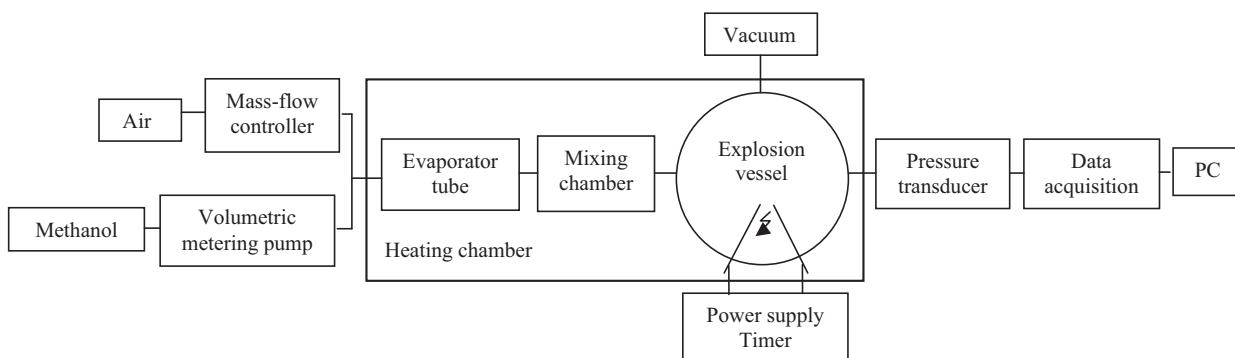 Vacuum
Air
Mass-flow
controller
Methanol
Volumetric
metering pump
Evaporator
tube
Mixing
chamber
Heating chamber
Explosion
vessel
Pressure
transducer
Data
acquisition
PC
Power supply
Timer